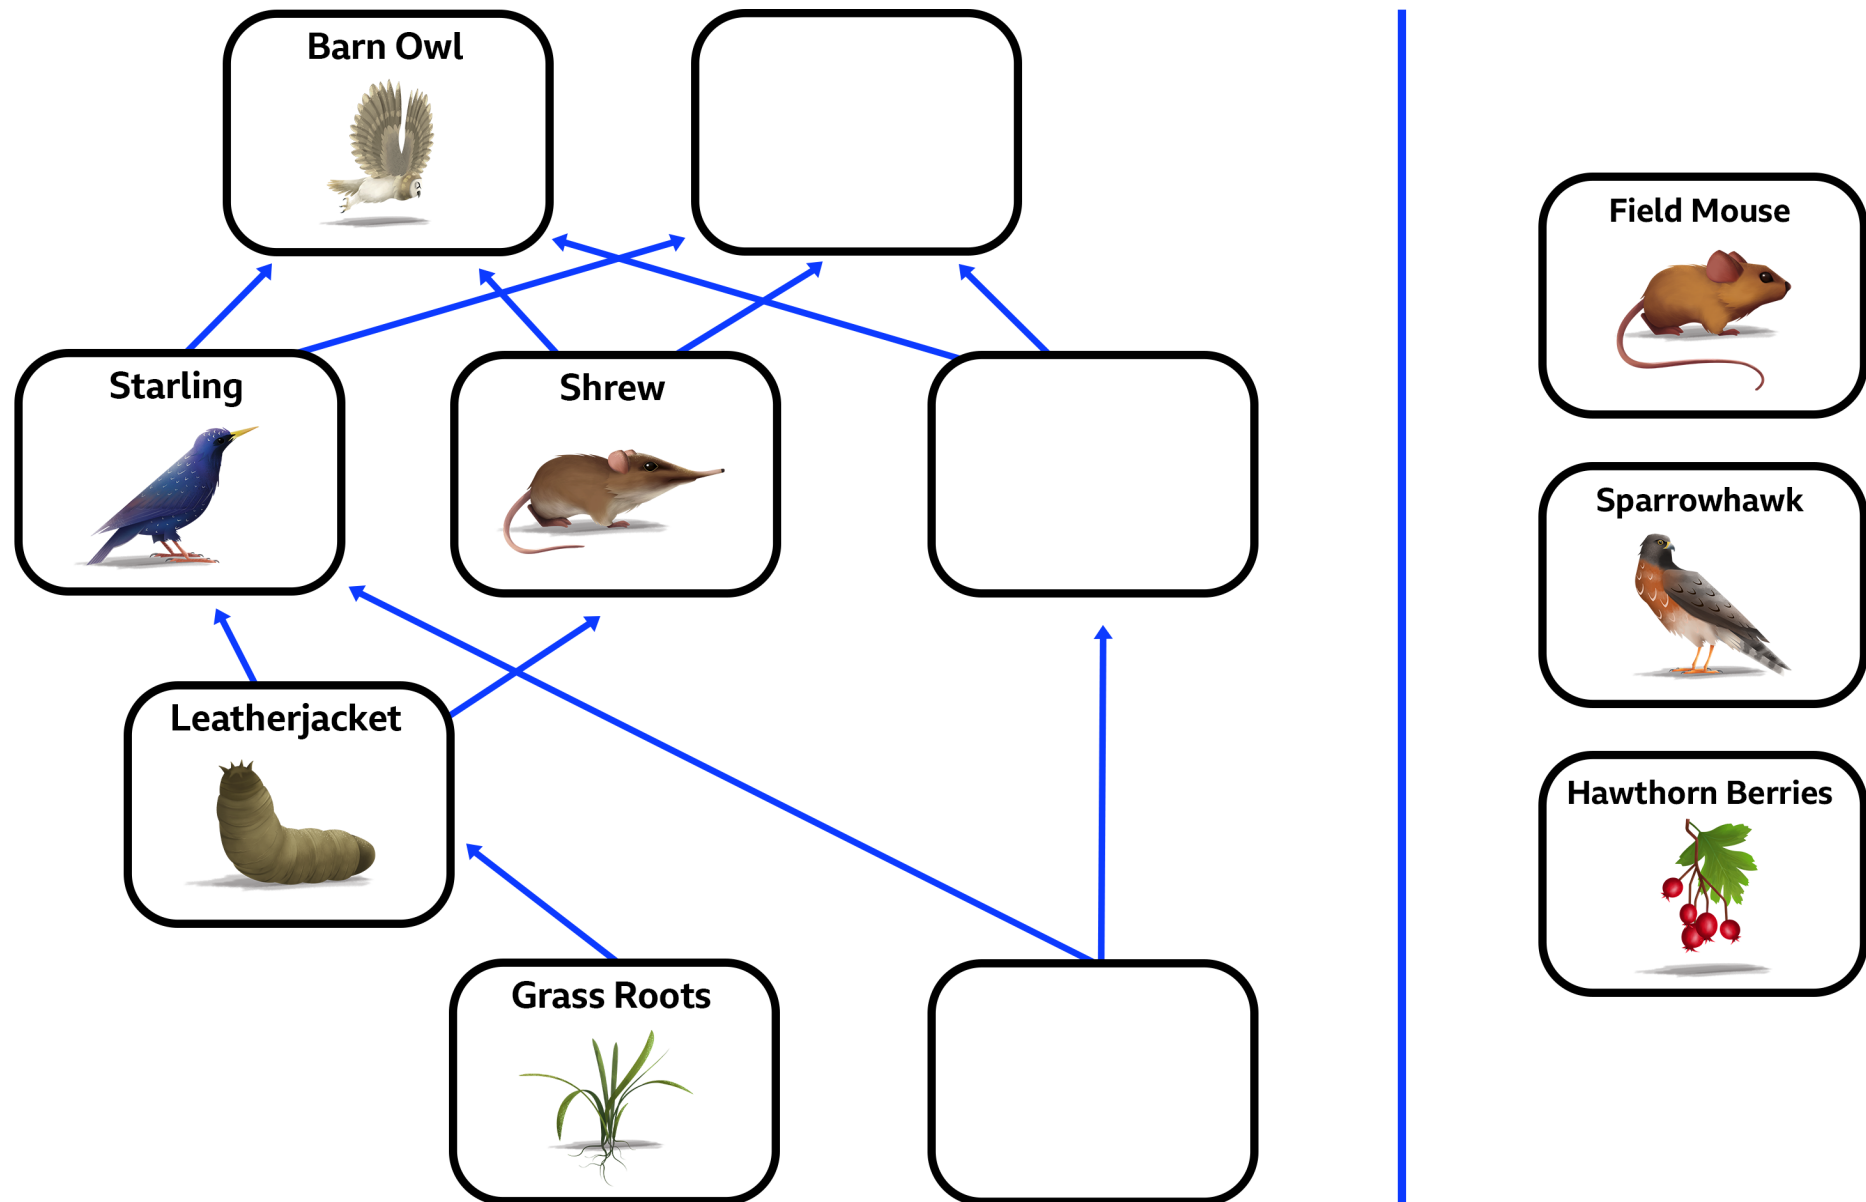 Barn Owl
Starling
Shrew
Leatherjacket
Grass Roots
Field Mouse
Sparrowhawk
Hawthorn Berries